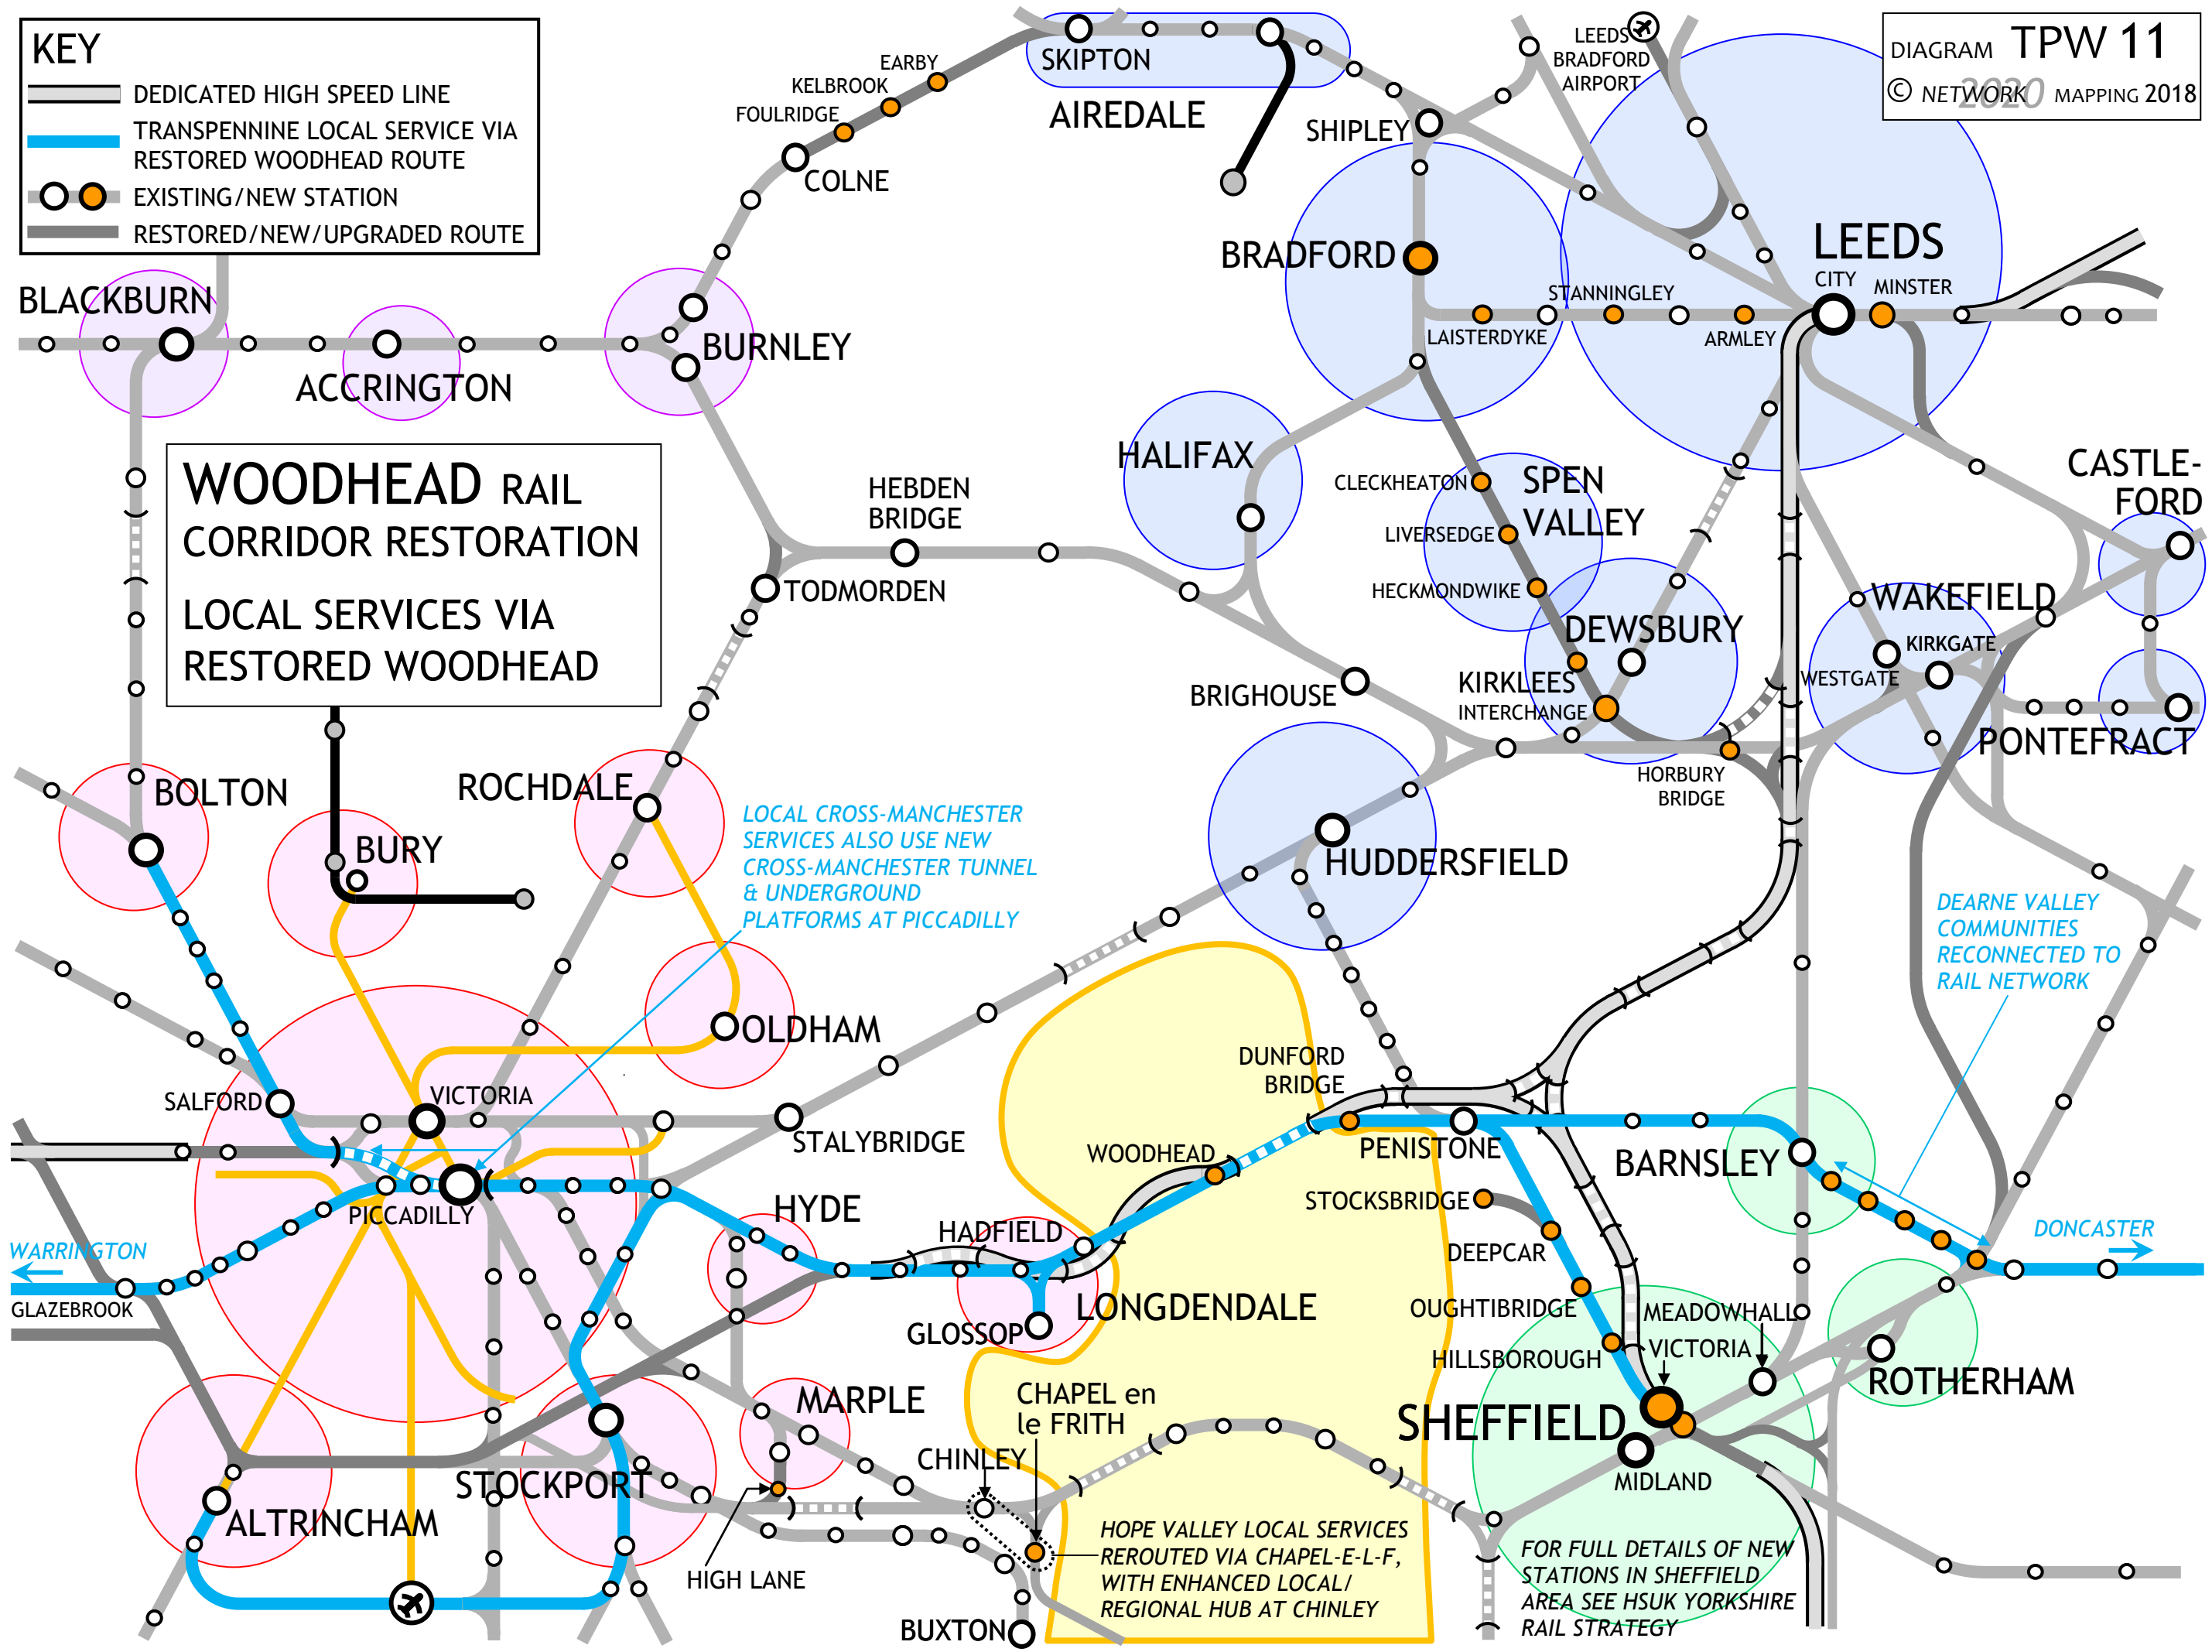 KEY
DEDICATED HIGH SPEED LINE
TRANSPENNINE LOCAL SERVICE VIA
RESTORED WOODHEAD ROUTE
EXISTING/NEW STATION
RESTORED/NEW/UPGRADED ROUTE
DIAGRAM TPW 11
© NETWORK 2020 MAPPING 2018
EARBY
KELBROOK
FOULRIDGE
COLNE
SKIPTON
AIREDALE
SHIPLEY
LEEDS
BRADFORD
AIRPORT
BRADFORD
LEEDS
CITY
MINSTER
STANNINGLEY
LAISTERDYKE
ARMLEY
BLACKBURN
ACCRINGTON
BURNLEY
WOODHEAD RAIL
CORRIDOR RESTORATION
LOCAL SERVICES VIA
RESTORED WOODHEAD
HEBDEN
BRIDGE
TODMORDEN
HALIFAX
CLECKHEATON
SPEN
VALLEY
LIVERSEDGE
HECKMONDWIKE
DEWSBURY
CASTLE-
FORD
WAKEFIELD
KIRKGATE
WESTGATE
PONTEFRACT
BRIGHOUSE
KIRKLEES
INTERCHANGE
HORBURY
BRIDGE
HUDDERSFIELD
BOLTON
BURY
ROCHDALE
LOCAL CROSS-MANCHESTER
SERVICES ALSO USE NEW
CROSS-MANCHESTER TUNNEL
& UNDERGROUND
PLATFORMS AT PICCADILLY
DEARNE VALLEY
COMMUNITIES
RECONNECTED TO
RAIL NETWORK
OLDHAM
SALFORD
VICTORIA
STALYBRIDGE
DUNFORD
BRIDGE
WOODHEAD
PENISTONE
BARNSLEY
STOCKSBRIDGE
DEEPCAR
OUGHTIBRIDGE
HILLSBOROUGH
PICCADILLY
HYDE
HADFIELD
LONGDENDALE
GLOSSOP
WARRINGTON
GLAZEBROOK
DONCASTER
MEADOWHALL
VICTORIA
ROTHERHAM
SHEFFIELD
MIDLAND
MARPLE
CHAPEL en
le FRITH
CHINLEY
STOCKPORT
ALTRINCHAM
HIGH LANE
BUXTON
HOPE VALLEY LOCAL SERVICES
REROUTED VIA CHAPEL-E-L-F,
WITH ENHANCED LOCAL/
REGIONAL HUB AT CHINLEY
FOR FULL DETAILS OF NEW
STATIONS IN SHEFFIELD
AREA SEE HSUK YORKSHIRE
RAIL STRATEGY